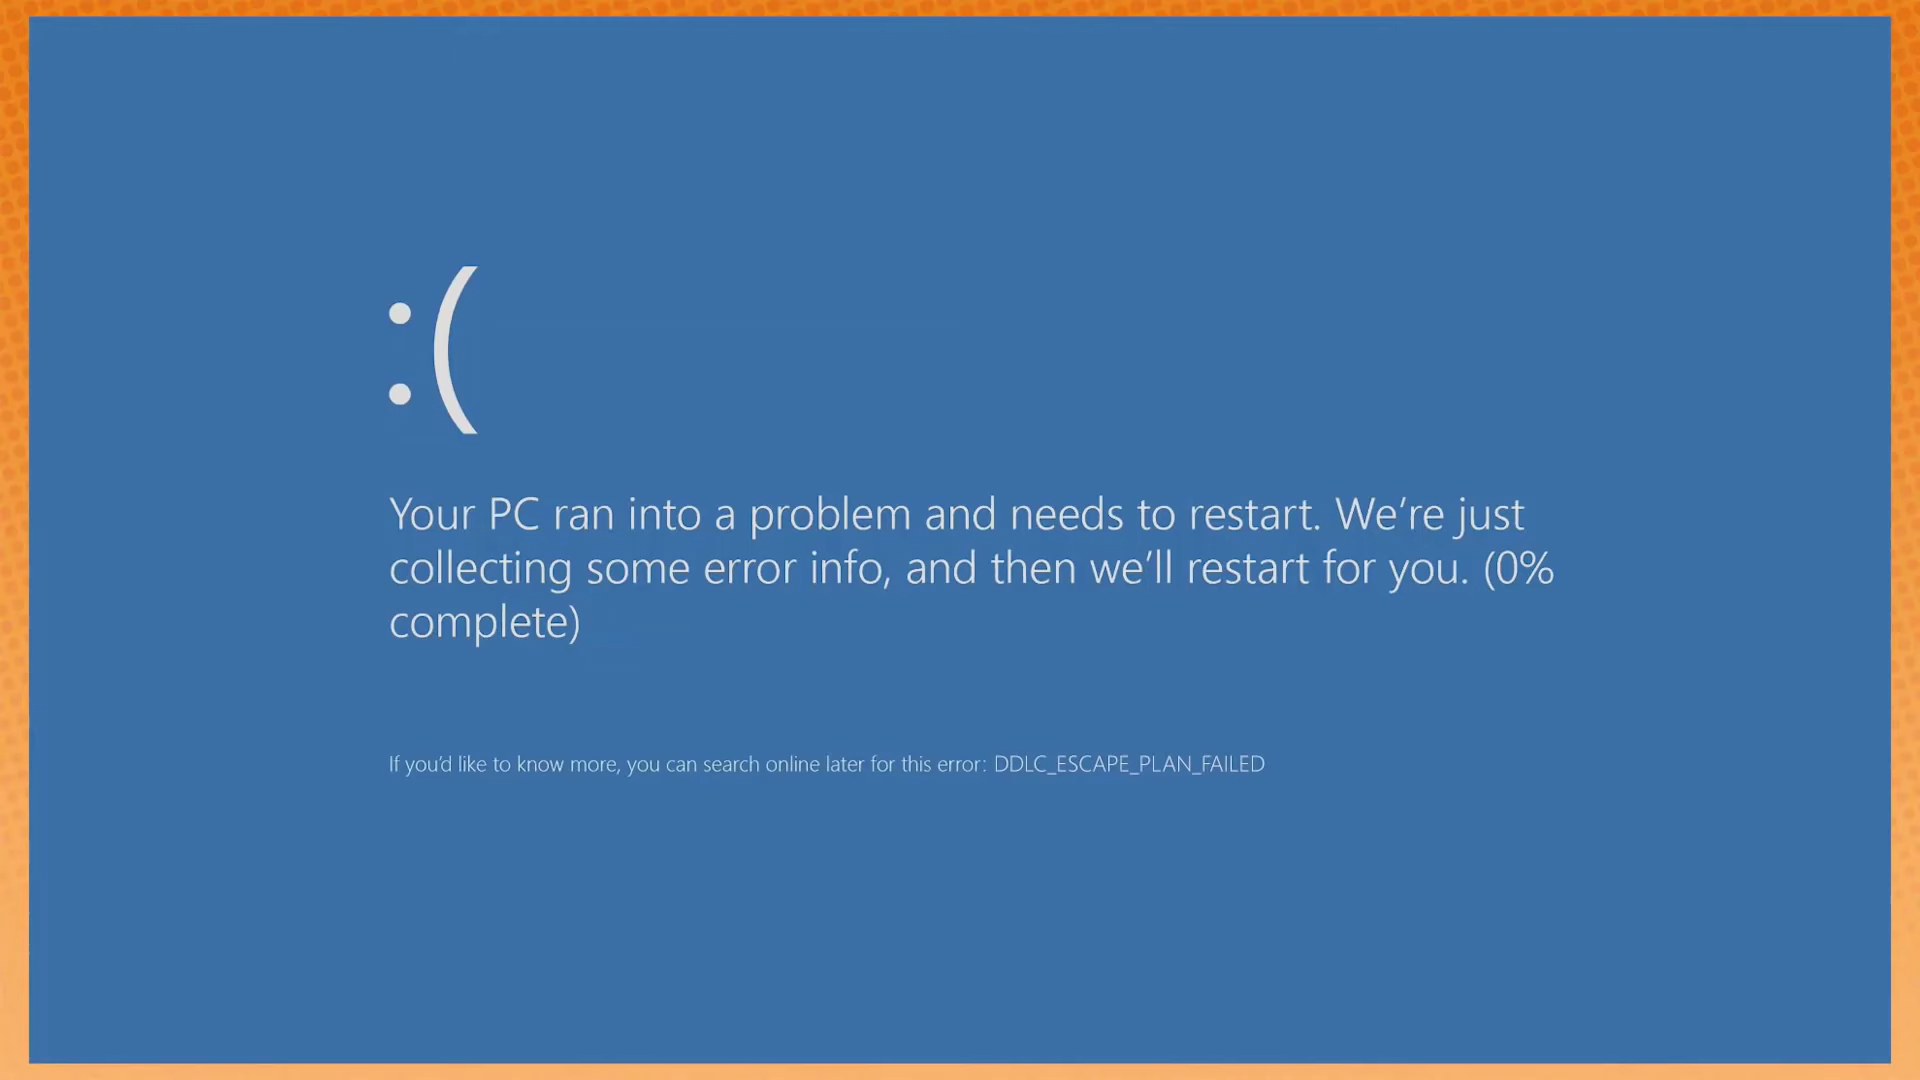 :(
Your PC ran into a problem and needs to restart. We’re just
collecting some error info, and then we’ll restart for you. (0%
complete)
If you’d like to know more, you can search online later for this error: DDLC_ESCAPE_PLAN_FAILED